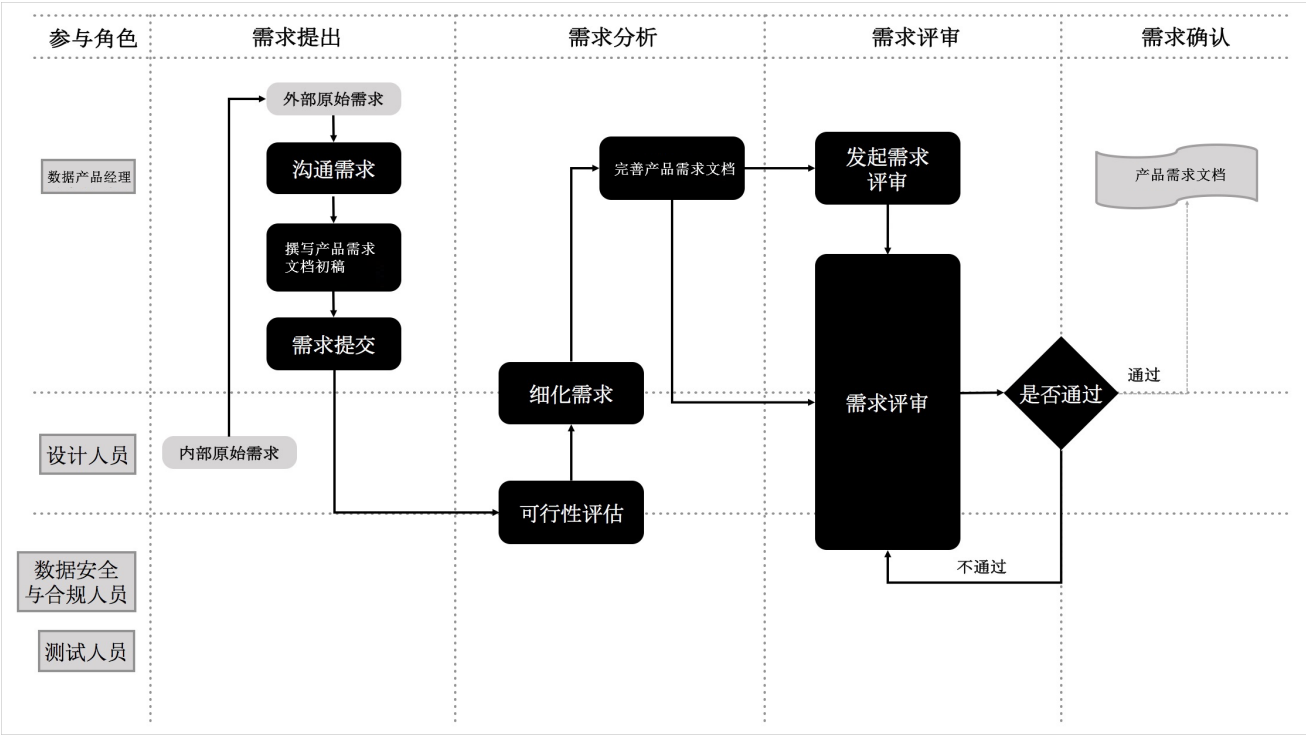 参与角色
需求提出
需求分析
需求评审
需求确认
数据产品经理
设计人员
数据安全
与合规人员
测试人员
外部原始需求
沟通需求
撰写产品需求
文档初稿
需求提交
内部原始需求
完善产品需求文档
细化需求
可行性评估
发起需求
评审
需求评审
是否通过
通过
不通过
产品需求文档